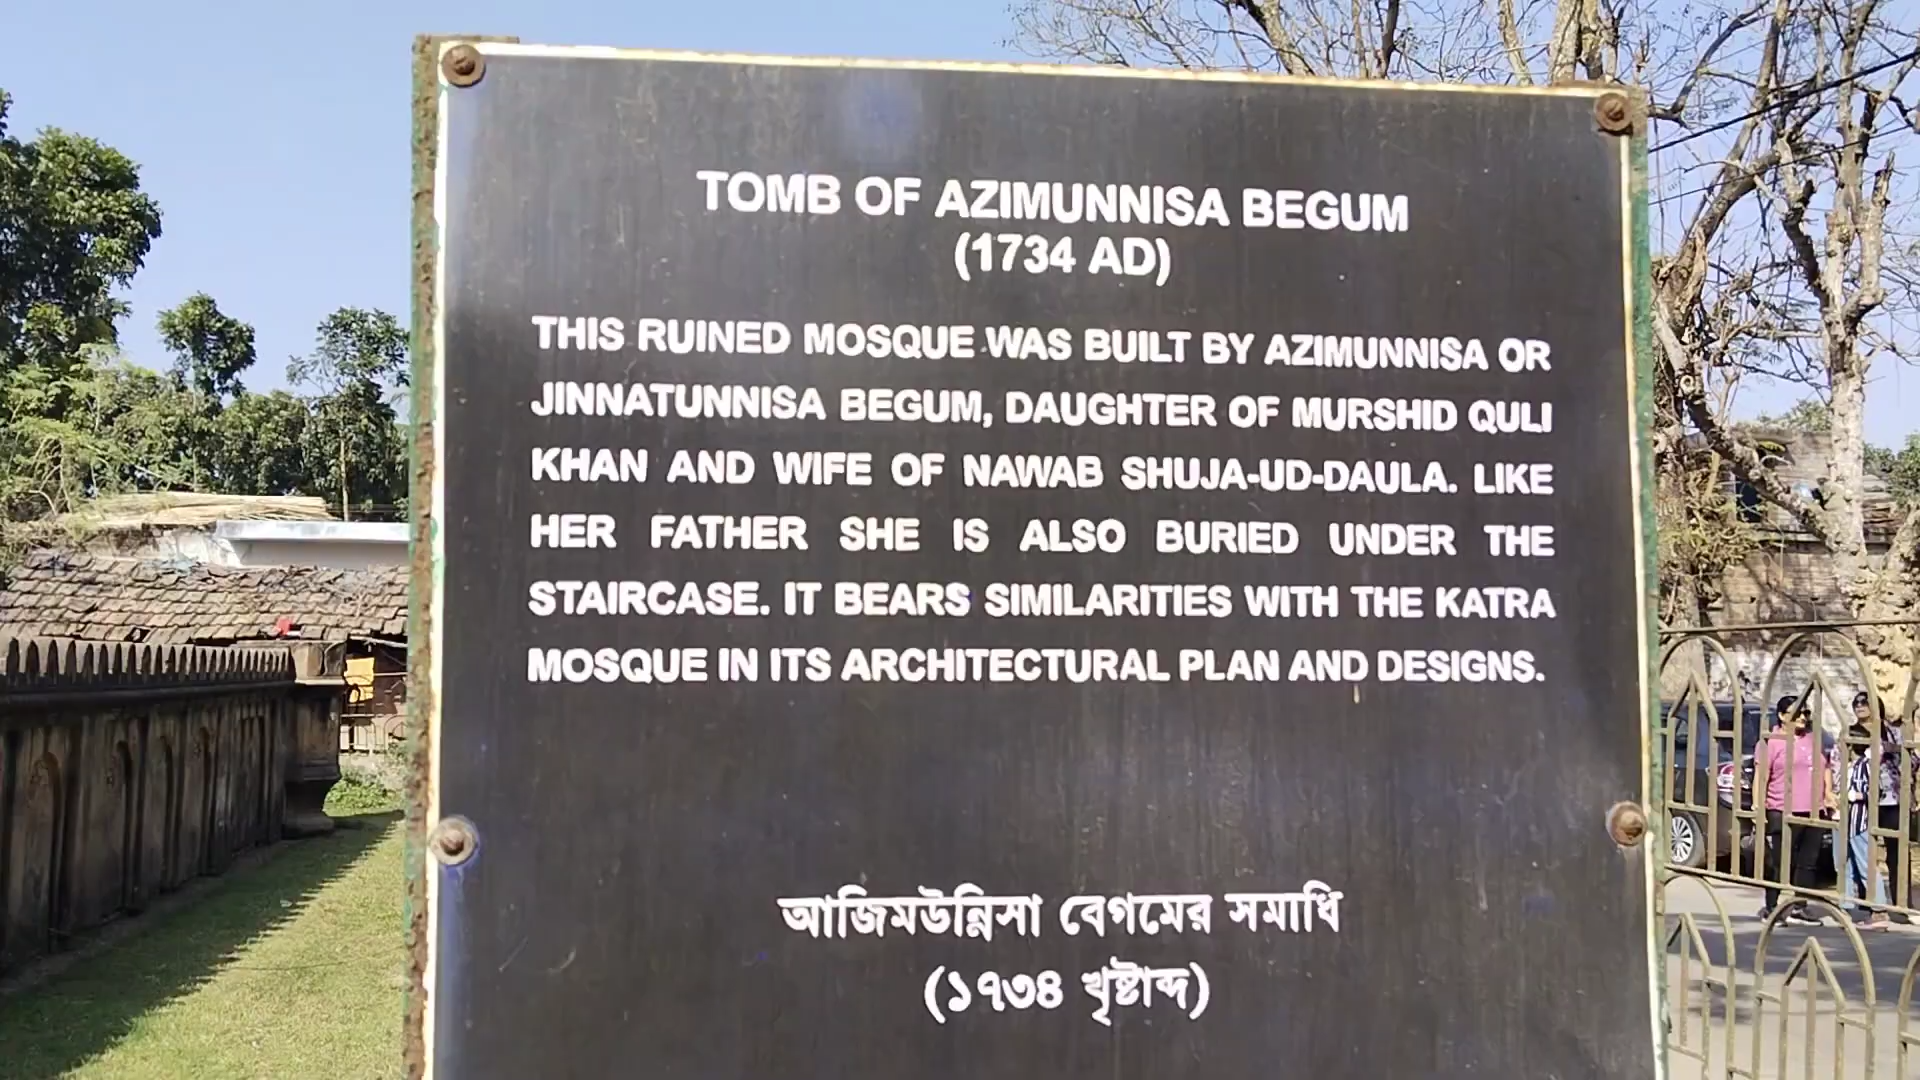 TOMB OF AZIMUNNISA BEGUM
(1734 AD)
THIS RUINED MOSQUE WAS BUILT BY AZIMUNNISA OR
JINNATUNNISA BEGUM, DAUGHTER OF MURSHID QULI
KHAN AND WIFE OF NAWAB SHUJA-UD-DAULA. LIKE
HER FATHER SHE IS ALSO BURIED UNDER THE
STAIRCASE. IT BEARS SIMILARITIES WITH THE KATRA
MOSQUE IN ITS ARCHITECTURAL PLAN AND DESIGNS.
আজিমউন্নিসা বেগমের সমাধি
(১৭৩৪ খৃষ্টাব্দ)